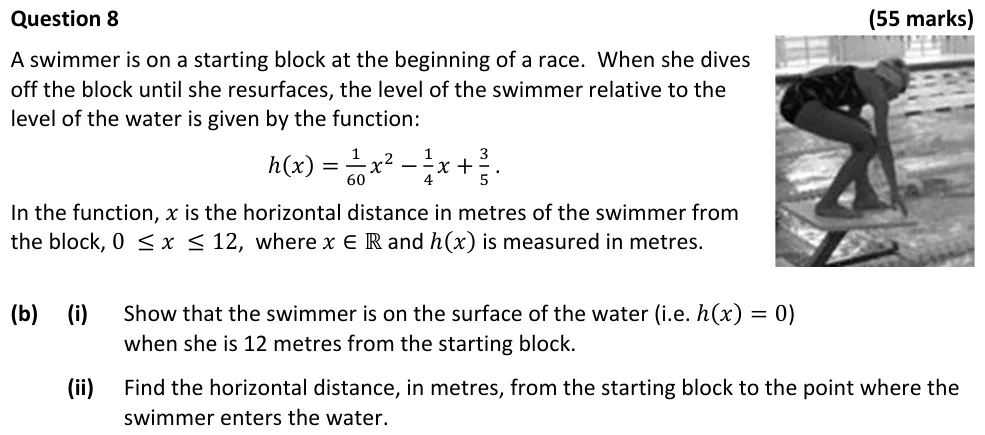 Question 8 (55 marks)
A swimmer is on a starting block at the beginning of a race. When she dives
off the block until she resurfaces, the level of the swimmer relative to the
level of the water is given by the function:
h(x) = 1/60 x² − 1/4 x + 3/5 .
In the function, x is the horizontal distance in metres of the swimmer from
the block, 0 ≤ x ≤ 12, where x ∈ ℝ and h(x) is measured in metres.
(b) (i) Show that the swimmer is on the surface of the water (i.e. h(x) = 0)
when she is 12 metres from the starting block.
(ii) Find the horizontal distance, in metres, from the starting block to the point where the
swimmer enters the water.